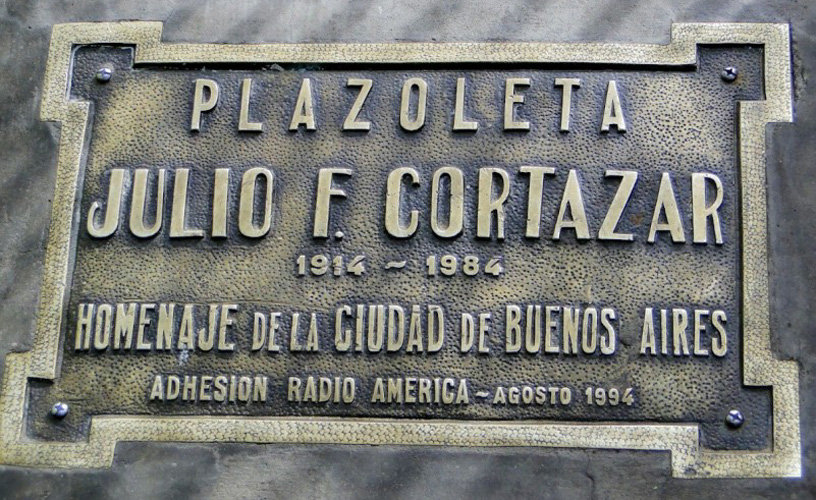 PLAZOLETA
JULIO F. CORTAZAR
1914 ~ 1984
HOMENAJE DE LA CIUDAD DE BUENOS AIRES
ADHESION RADIO AMERICA ~ AGOSTO 1994